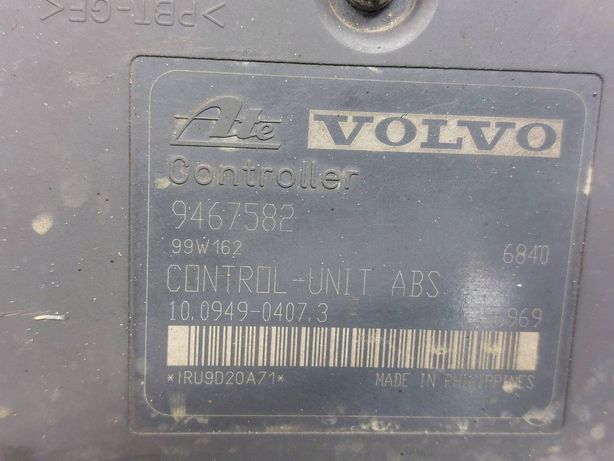 >PBT-GF<
Ate VOLVO
Controller
9467582
99W162 6840
CONTROL-UNIT ABS
10.0949-0407.3 969
*IRU9D20A71* MADE IN PHILIPPINES